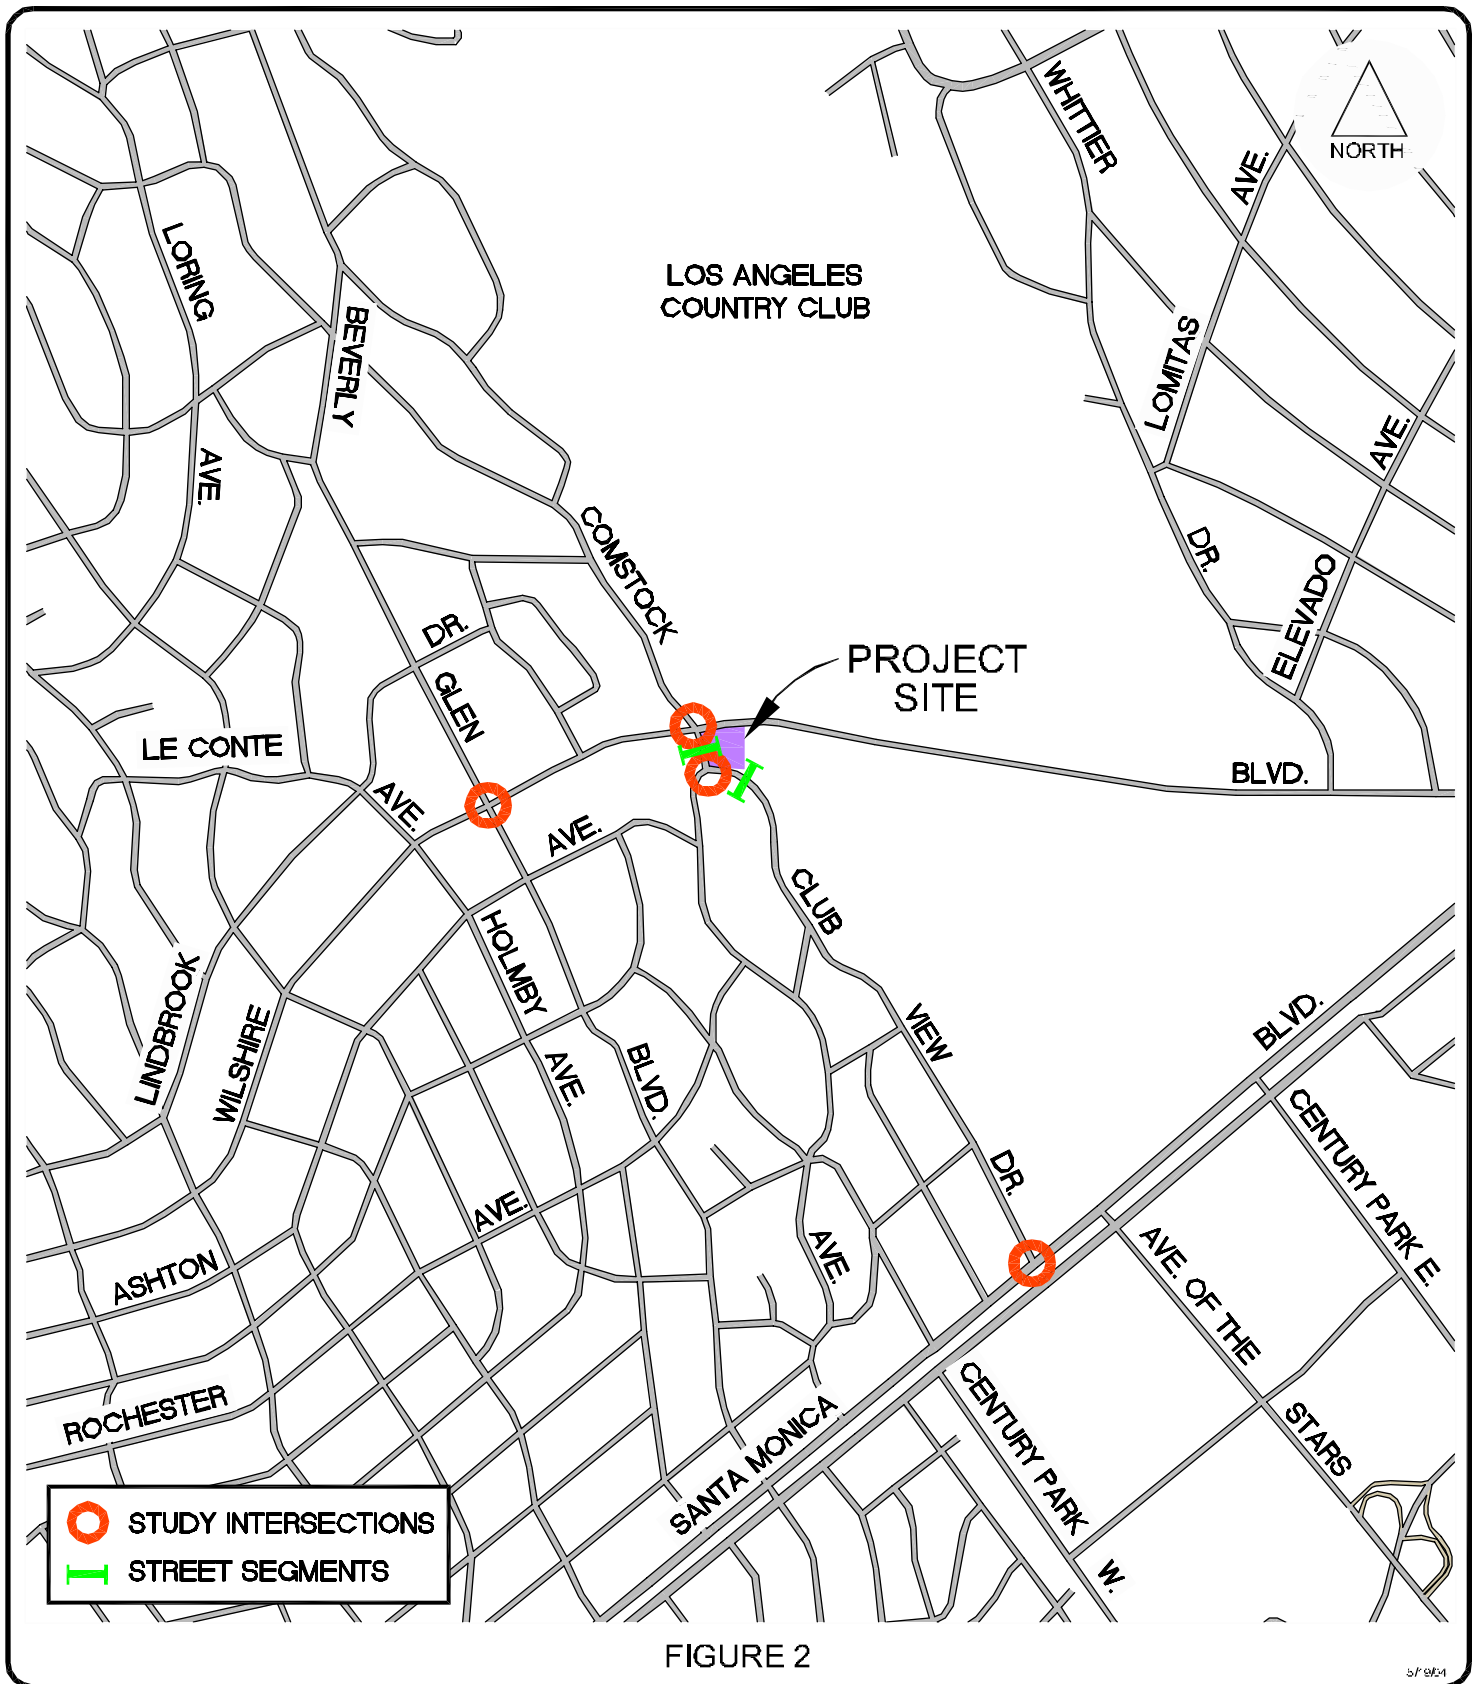 WHITTIER
NORTH
AVE.
LORING
LOS ANGELES
COUNTRY CLUB
BEVERLY
LOMITAS
AVE.
AVE.
COMSTOCK
DR.
ELEVADO
DR.
PROJECT
SITE
GLEN
LE CONTE
BLVD.
AVE.
AVE.
CLUB
HOLMBY
LINDBROOK
WILSHIRE
VIEW
BLVD.
BLVD.
AVE.
CENTURY PARK E.
DR.
AVE.
AVE.
AVE. OF THE
ASHTON
CENTURY PARK
ROCHESTER
SANTA MONICA
STARS
STUDY INTERSECTIONS
STREET SEGMENTS
W.
FIGURE 2